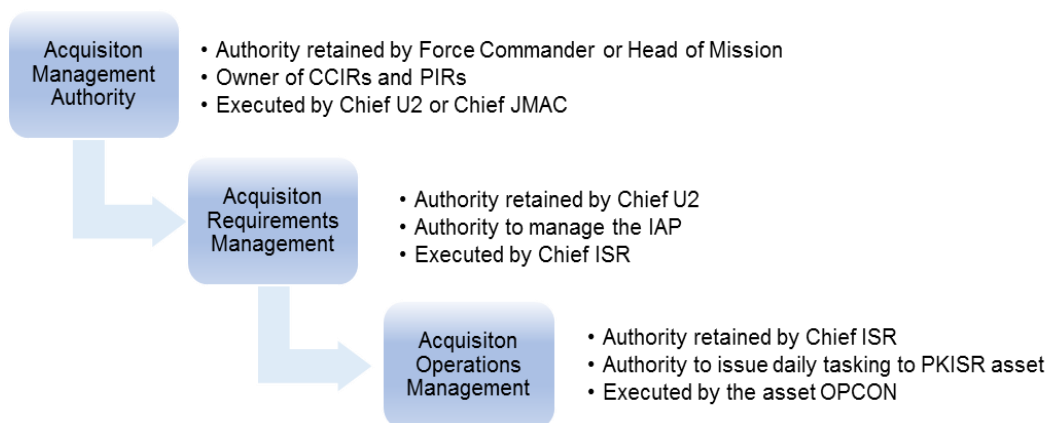 Acquisiton
Management
Authority
• Authority retained by Force Commander or Head of Mission
• Owner of CCIRs and PIRs
• Executed by Chief U2 or Chief JMAC
Acquisiton
Requirements
Management
• Authority retained by Chief U2
• Authority to manage the IAP
• Executed by Chief ISR
Acquisiton
Operations
Management
• Authority retained by Chief ISR
• Authority to issue daily tasking to PKISR asset
• Executed by the asset OPCON